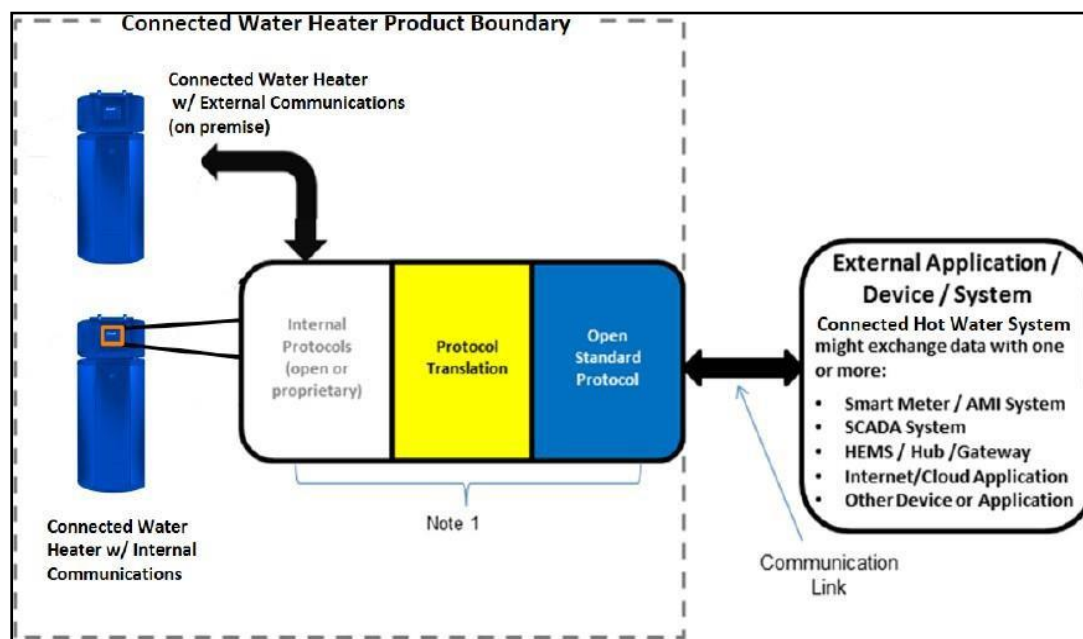 Connected Water Heater Product Boundary
Connected Water Heater
w/ External Communications
(on premise)
Internal
Protocols
(open or
proprietary)
Protocol
Translation
Open
Standard
Protocol
External Application /
Device / System
Connected Hot Water System
might exchange data with one
or more:
• Smart Meter / AMI System
• SCADA System
• HEMS / Hub /Gateway
• Internet/Cloud Application
• Other Device or Application
Note 1
Connected Water
Heater w/ Internal
Communications
Communication
Link